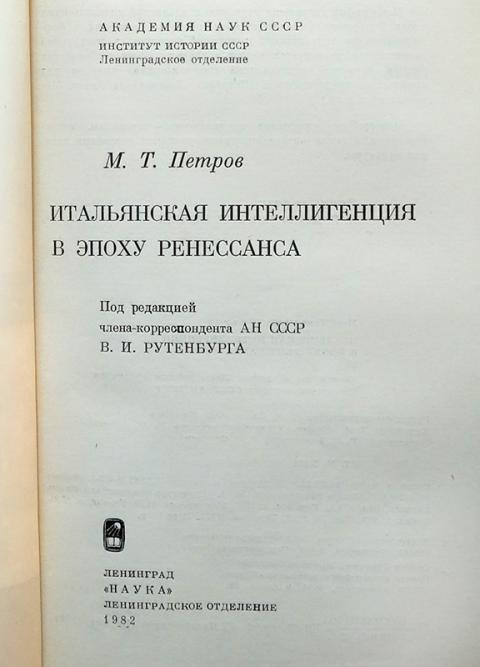 АКАДЕМИЯ НАУК СССР
ИНСТИТУТ ИСТОРИИ СССР
Ленинградское отделение
М. Т. Петров
ИТАЛЬЯНСКАЯ ИНТЕЛЛИГЕНЦИЯ
В ЭПОХУ РЕНЕССАНСА
Под редакцией
члена-корреспондента АН СССР
В. И. РУТЕНБУРГА
ЛЕНИНГРАД
«НАУКА»
ЛЕНИНГРАДСКОЕ ОТДЕЛЕНИЕ
1982